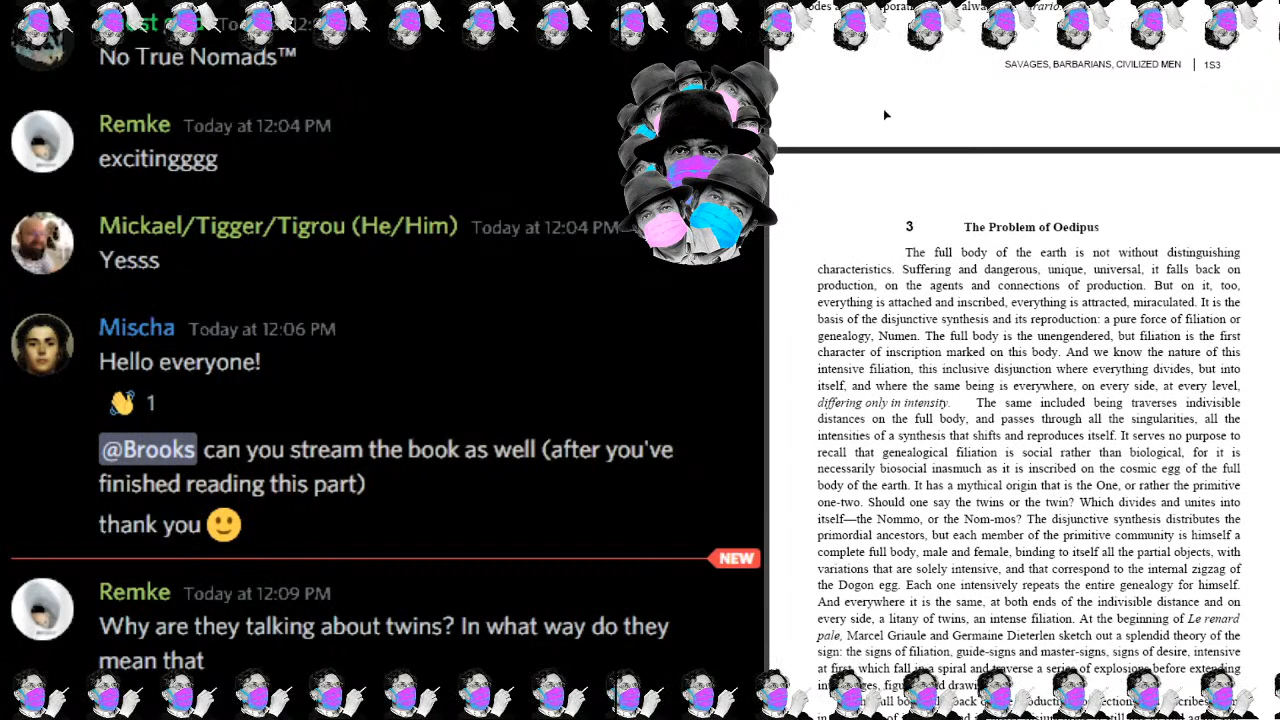 No True Nomads™
Remke Today at 12:04 PM
excitingggg
Mickael/Tigger/Tigrou (He/Him) Today at 12:04 PM
Yesss
Mischa Today at 12:06 PM
Hello everyone!
👋 1
@Brooks can you stream the book as well (after you've
finished reading this part)
thank you 🙂
NEW
Remke Today at 12:09 PM
Why are they talking about twins? In what way do they
mean that
SAVAGES, BARBARIANS, CIVILIZED MEN | 1S3
3 The Problem of Oedipus
The full body of the earth is not without distinguishing
characteristics. Suffering and dangerous, unique, universal, it falls back on
production, on the agents and connections of production. But on it, too,
everything is attached and inscribed, everything is attracted, miraculated. It is the
basis of the disjunctive synthesis and its reproduction: a pure force of filiation or
genealogy, Numen. The full body is the unengendered, but filiation is the first
character of inscription marked on this body. And we know the nature of this
intensive filiation, this inclusive disjunction where everything divides, but into
itself, and where the same being is everywhere, on every side, at every level,
differing only in intensity. The same included being traverses indivisible
distances on the full body, and passes through all the singularities, all the
intensities of a synthesis that shifts and reproduces itself. It serves no purpose to
recall that genealogical filiation is social rather than biological, for it is
necessarily biosocial inasmuch as it is inscribed on the cosmic egg of the full
body of the earth. It has a mythical origin that is the One, or rather the primitive
one-two. Should one say the twins or the twin? Which divides and unites into
itself—the Nommo, or the Nom-mos? The disjunctive synthesis distributes the
primordial ancestors, but each member of the primitive community is himself a
complete full body, male and female, binding to itself all the partial objects, with
variations that are solely intensive, and that correspond to the internal zigzag of
the Dogon egg. Each one intensively repeats the entire genealogy for himself.
And everywhere it is the same, at both ends of the indivisible distance and on
every side, a litany of twins, an intense filiation. At the beginning of Le renard
pale, Marcel Griaule and Germaine Dieterlen sketch out a splendid theory of the
sign: the signs of filiation, guide-signs and master-signs, signs of desire, intensive
at first, which fall in a spiral and traverse a series of explosions before extending